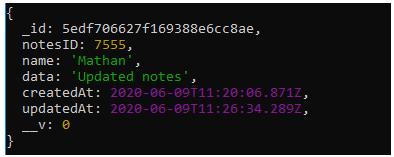 {
_id: 5edf706627f169388e6cc8ae,
notesID: 7555,
name: 'Mathan',
data: 'Updated notes',
createdAt: 2020-06-09T11:20:06.871Z,
updatedAt: 2020-06-09T11:26:34.289Z,
__v: 0
}